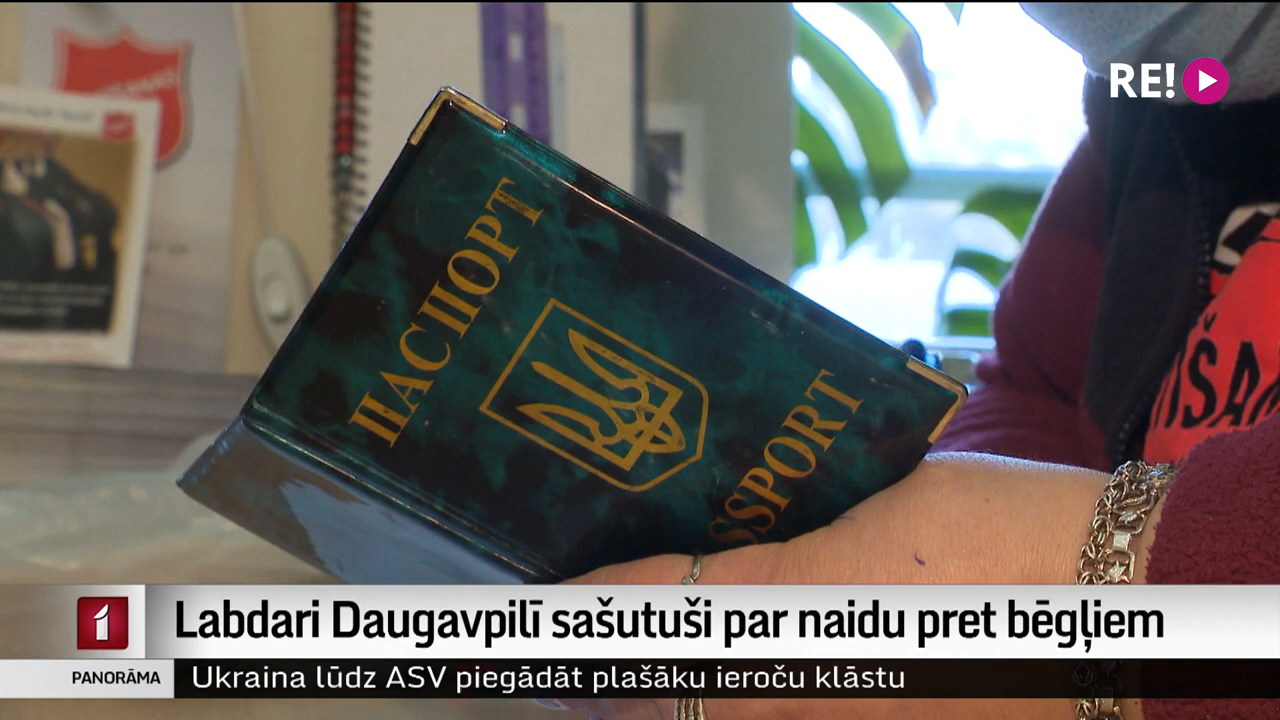 RE!
ПАСПОРТ
SSPORT
IŠA
1
Labdari Daugavpilī sašutuši par naidu pret bēgļiem
PANORĀMA
Ukraina lūdz ASV piegādāt plašāku ieroču klāstu